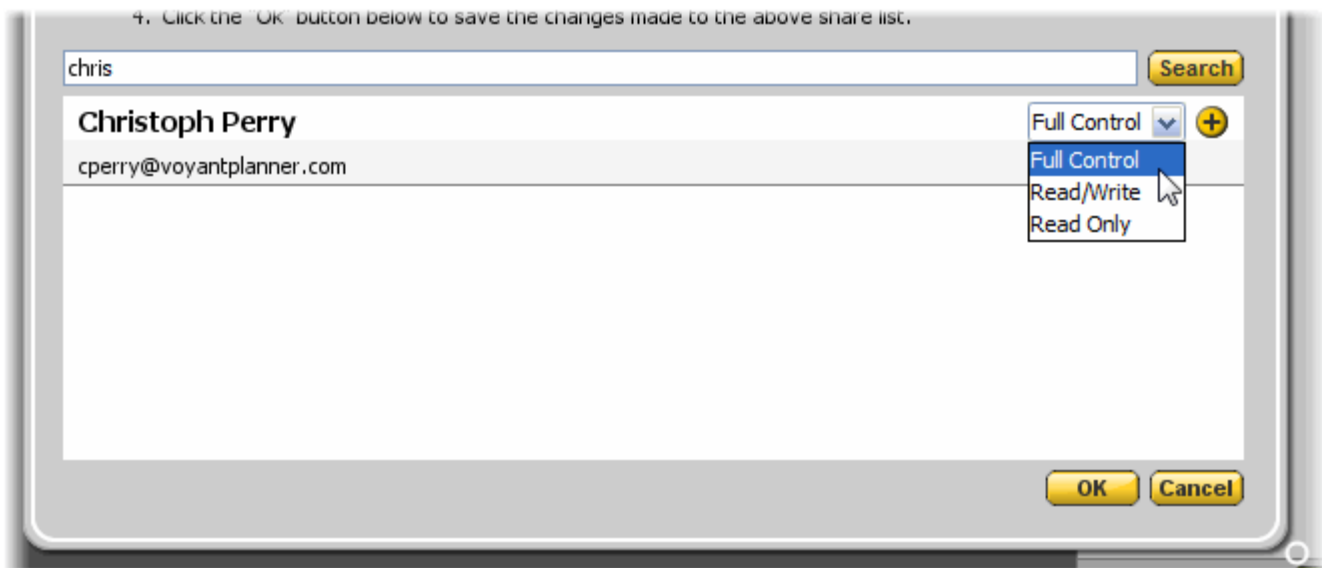 4. Click the "Ok" button below to save the changes made to the above share list.
chris
Search
Christoph Perry
Full Control
cperry@voyantplanner.com
Full Control
Read/Write
Read Only
OK
Cancel